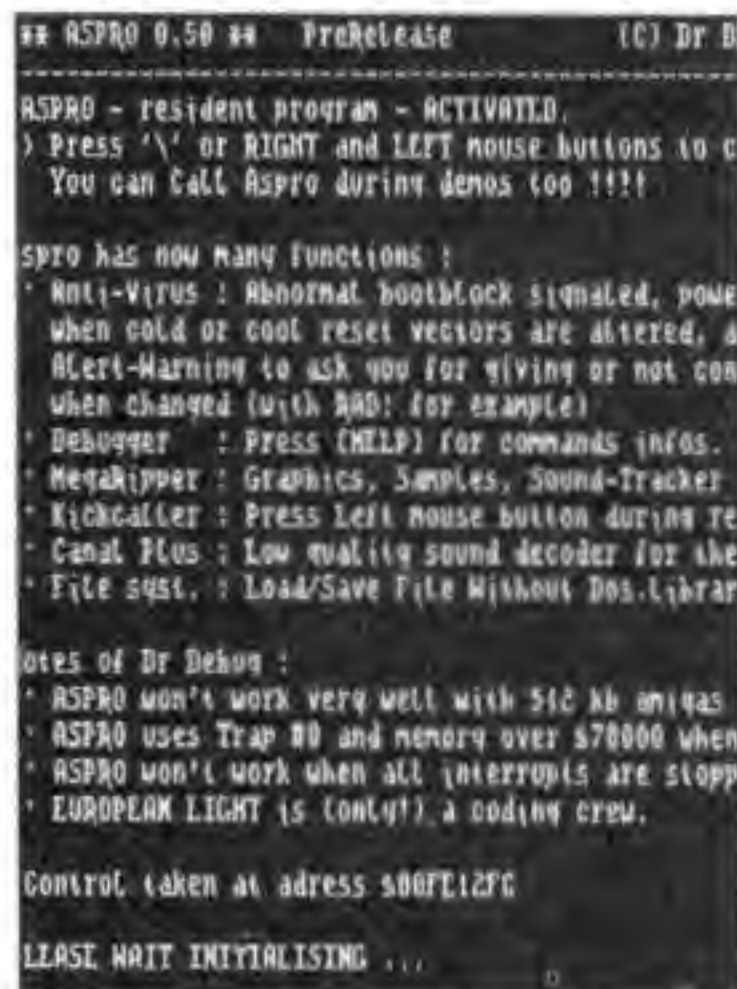 ** ASPRO 0.50 ** PreRelease (C) Dr
ASPRO - resident program - ACTIVATED.
) Press '\' or RIGHT and LEFT mouse buttons to c
You can Call Aspro during demos too !!!!
spro has now many functions :
* Anti-Virus : Abnormal bootblock signaled, powe
when cold or cool reset vectors are altered, a
Alert-Warning to ask you for giving or not con
when changed (with RAD: for example)
* Debugger : Press (HELP) for commands infos.
* MegaRipper : Graphics, Samples, Sound-Tracker
* Kickcaller : Press Left mouse button during re
* Canal Plus : Low quality sound decoder for the
* File syst. : Load/Save File Without Dos.Librar
otes of Dr Debug :
* ASPRO won't work very well with 512 kb amigas
* ASPRO uses Trap #0 and memory over $78000 when
* ASPRO won't work when all interrupts are stopp
* EUROPEAN LIGHT is (only!) a coding crew.
Control taken at adress $00FC12FC
LEASE WAIT INITIALISING ...